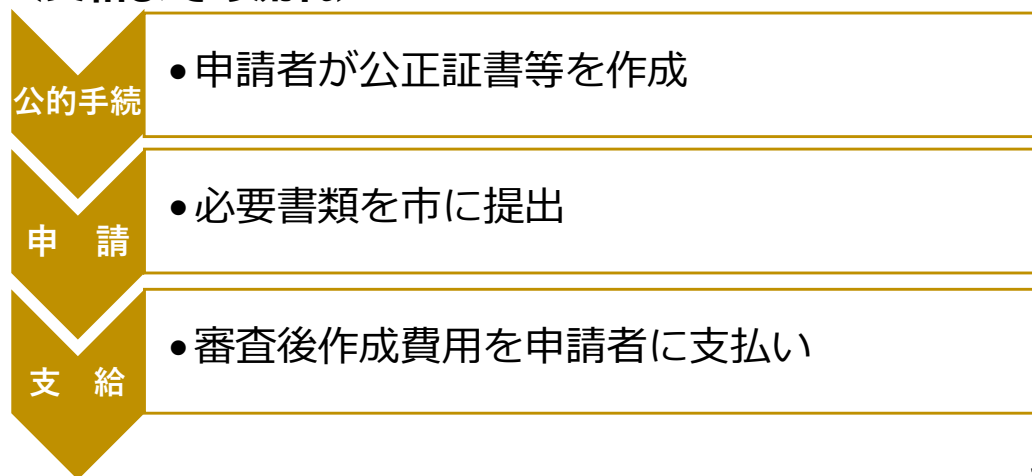 公的手続
•申請者が公正証書等を作成
申　請
•必要書類を市に提出
支　給
•審査後作成費用を申請者に支払い